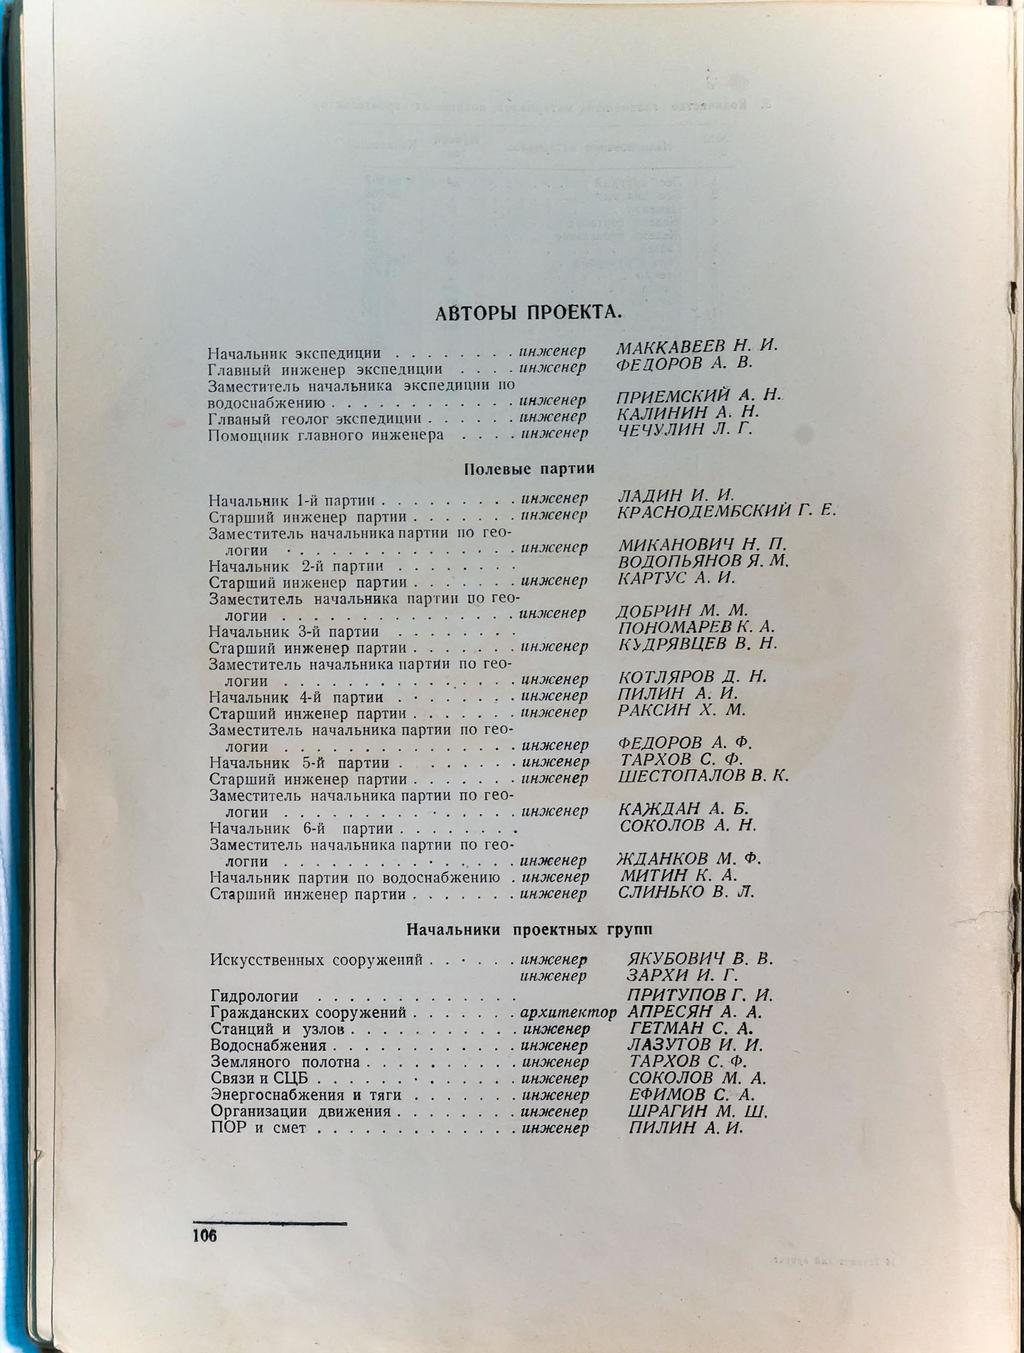 АВТОРЫ ПРОЕКТА.
Начальник экспедиции . . . . . . . . инженер МАККАВЕЕВ Н. И.
Главный инженер экспедиции . . . . инженер ФЕДОРОВ А. В.
Заместитель начальника экспедиции по
водоснабжению . . . . . . . . . . . . инженер ПРИЕМСКИЙ А. Н.
Глваный геолог экспедиции . . . . . . инженер КАЛИНИН А. Н.
Помощник главного инженера . . . . инженер ЧЕЧУЛИН Л. Г.
Полевые партии
Начальник 1-й партии . . . . . . . . . инженер ЛАДИН И. И.
Старший инженер партии . . . . . . . инженер КРАСНОДЕМБСКИЙ Г. Е.
Заместитель начальника партии по гео-
логии . . . . . . . . . . . . . . . инженер МИКАНОВИЧ Н. П.
Начальник 2-й партии . . . . . . . . ВОДОПЬЯНОВ Я. М.
Старший инженер партии . . . . . . . инженер КАРТУС А. И.
Заместитель начальника партии по гео-
логии . . . . . . . . . . . . . . . инженер ДОБРИН М. М.
Начальник 3-й партии . . . . . . . . ПОНОМАРЕВ К. А.
Старший инженер партии . . . . . . . инженер КУДРЯВЦЕВ В. Н.
Заместитель начальника партии по гео-
логии . . . . . . . . . . . . . . . инженер КОТЛЯРОВ Д. Н.
Начальник 4-й партии . . . . . . . . инженер ПИЛИН А. И.
Старший инженер партии . . . . . . . инженер РАКСИН Х. М.
Заместитель начальника партии по гео-
логии . . . . . . . . . . . . . . . инженер ФЕДОРОВ А. Ф.
Начальник 5-й партии . . . . . . . . инженер ТАРХОВ С. Ф.
Старший инженер партии . . . . . . . инженер ШЕСТОПАЛОВ В. К.
Заместитель начальника партии по гео-
логии . . . . . . . . . . . . . . . инженер КАЖДАН А. Б.
Начальник 6-й партии . . . . . . . . СОКОЛОВ А. Н.
Заместитель начальника партии по гео-
логии . . . . . . . . . . . . . . . инженер ЖДАНКОВ М. Ф.
Начальник партии по водоснабжению . инженер МИТИН К. А.
Старший инженер партии . . . . . . . инженер СЛИНЬКО В. Л.
Начальники проектных групп
Искусственных сооружений . . . . . . инженер ЯКУБОВИЧ В. В.
инженер ЗАРХИ И. Г.
Гидрологии . . . . . . . . . . . . . ПРИТУПОВ Г. И.
Гражданских сооружений . . . . . . . архитектор АПРЕСЯН А. А.
Станций и узлов . . . . . . . . . . . инженер ГЕТМАН С. А.
Водоснабжения . . . . . . . . . . . . инженер ЛАЗУТОВ И. И.
Земляного полотна . . . . . . . . . . инженер ТАРХОВ С. Ф.
Связи и СЦБ . . . . . . . . . . . . . инженер СОКОЛОВ М. А.
Энергоснабжения и тяги . . . . . . . инженер ЕФИМОВ С. А.
Организации движения . . . . . . . . инженер ШРАГИН М. Ш.
ПОР и смет . . . . . . . . . . . . . инженер ПИЛИН А. И.
106